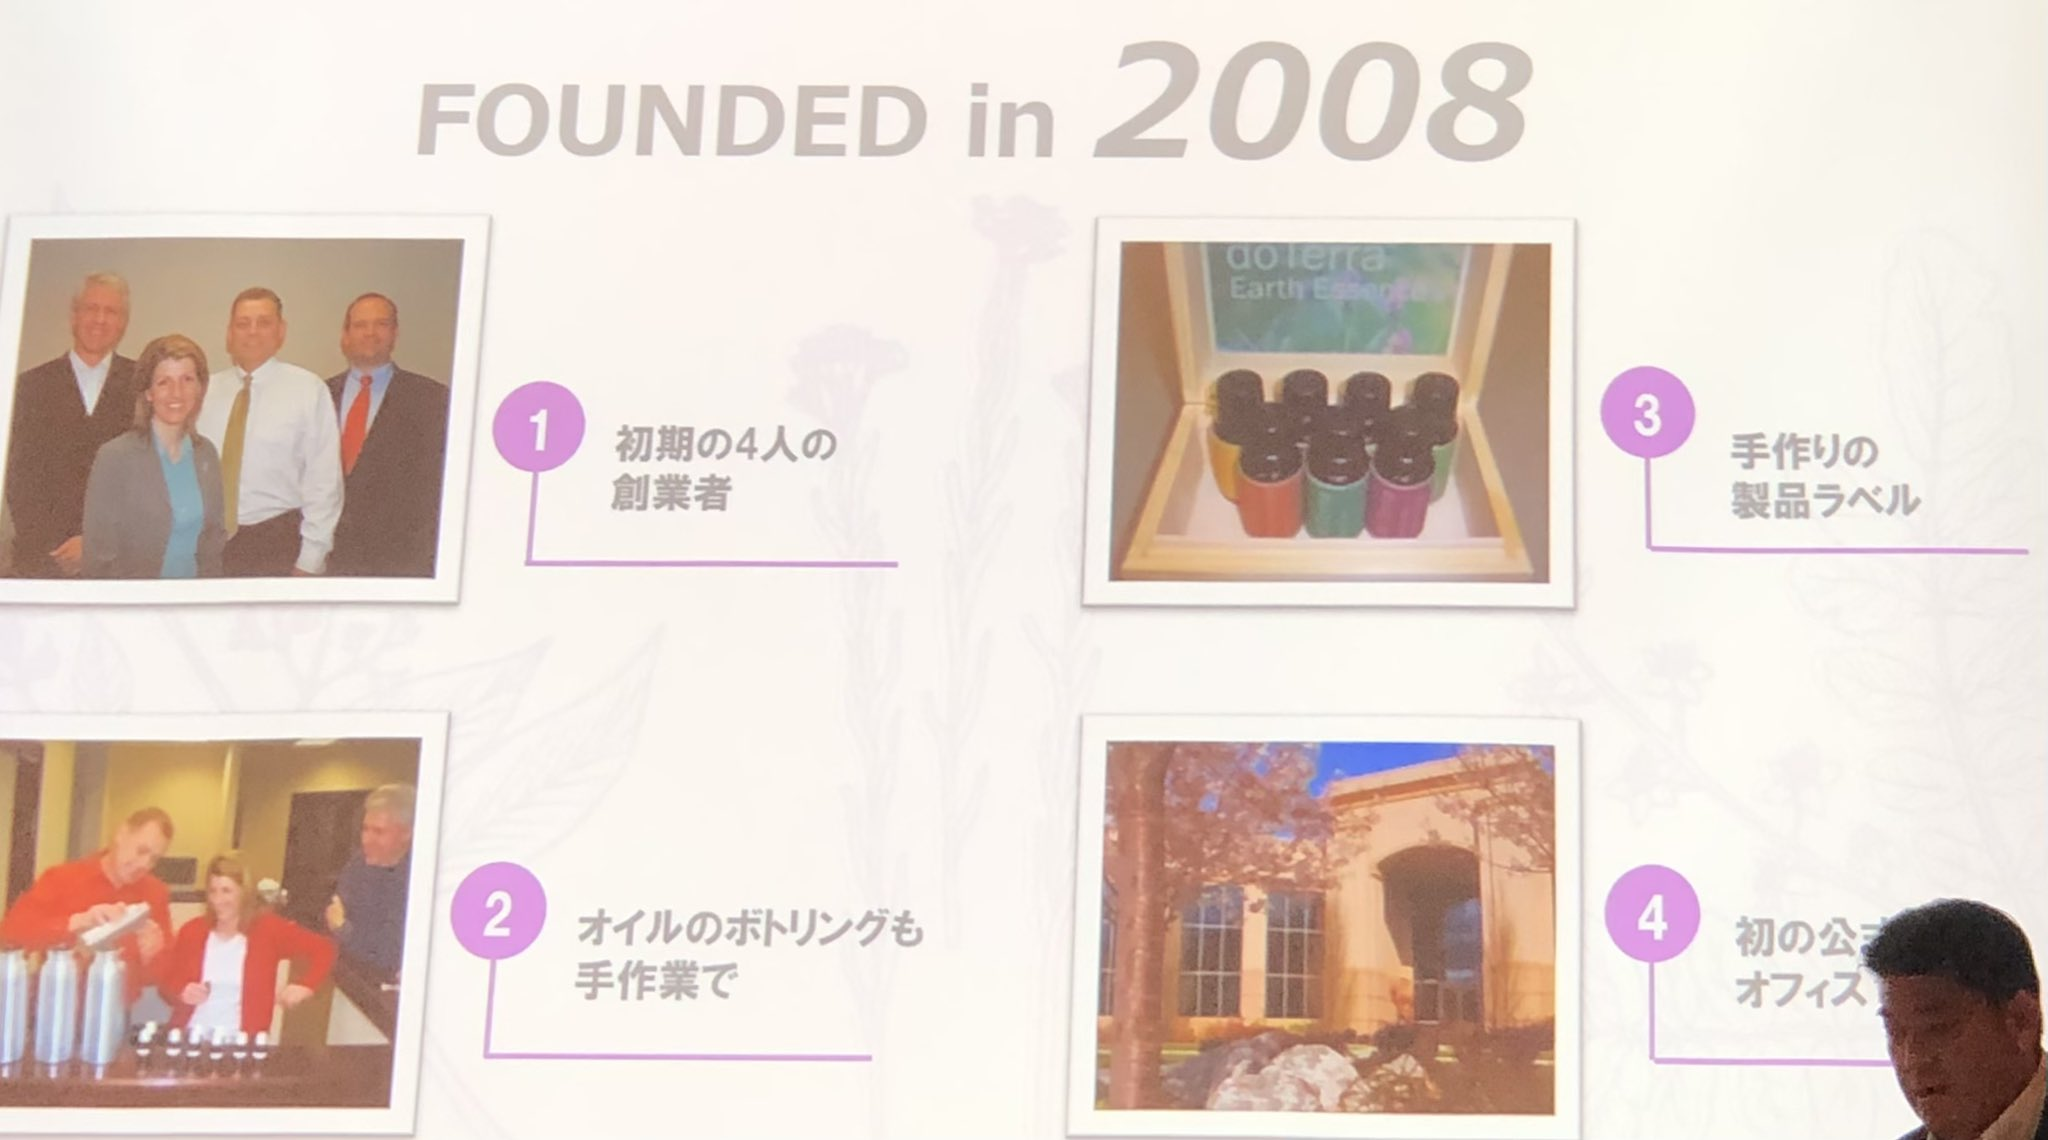 FOUNDED in 2008
1
初期の4人の
創業者
2
オイルのボトリングも
手作業で
doTerra
Earth
3
手作りの
製品ラベル
4
初の公
オフィス